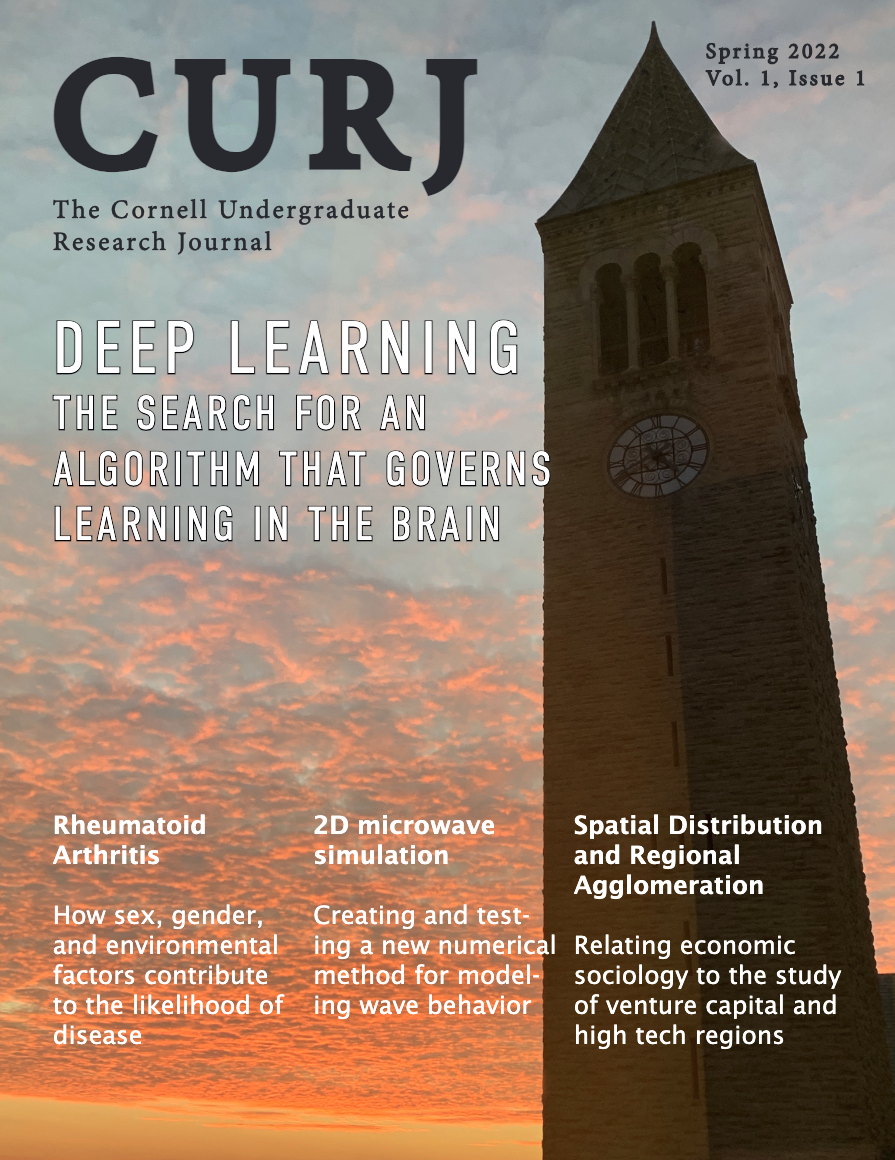 CURJ
Spring 2022
Vol. 1, Issue 1
The Cornell Undergraduate
Research Journal
DEEP LEARNING
THE SEARCH FOR AN
ALGORITHM THAT GOVERNS
LEARNING IN THE BRAIN
Rheumatoid
Arthritis
How sex, gender,
and environmental
factors contribute
to the likelihood of
disease
2D microwave
simulation
Creating and test-
ing a new numerical
method for model-
ing wave behavior
Spatial Distribution
and Regional
Agglomeration
Relating economic
sociology to the study
of venture capital and
high tech regions